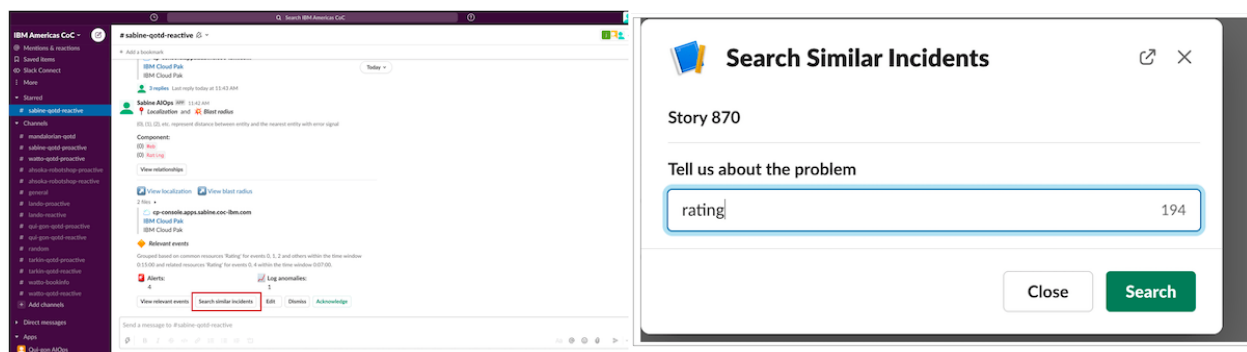 Search IBM Americas CoC
IBM Americas CoC
Mentions & reactions
Saved items
Slack Connect
More
Starred
# sabine-qotd-reactive
Channels
# mandalorian-qotd
# sabine-qotd-proactive
# watto-qotd-proactive
# ahsoka-robotshop-proactive
# ahsoka-robotshop-reactive
# general
# lando-proactive
# lando-reactive
# qui-gon-qotd-proactive
# qui-gon-qotd-reactive
# random
# tarkin-qotd-proactive
# tarkin-qotd-reactive
# watto-bookinfo
# watto-qotd-reactive
+ Add channels
Direct messages
Apps
Qui-gon AIOps
# sabine-qotd-reactive
+ Add a bookmark
cp-console.apps.sabine.coc-ibm.com
IBM Cloud Pak
IBM Cloud Pak
Today
3 replies Last reply today at 11:43 AM
Sabine AIOps APP 11:42 AM
Localization and Blast radius
(0), (1), (2), etc. represent distance between entity and the nearest entity with error signal
Component:
(0) Web
(0) Rating
View relationships
View localization View blast radius
2 files
cp-console.apps.sabine.coc-ibm.com
IBM Cloud Pak
IBM Cloud Pak
Relevant events
Grouped based on common resources 'Rating' for events 0, 1, 2 and others within the time window
0:15:00 and related resources 'Rating' for events 0, 4 within the time window 0:07:00.
Alerts: Log anomalies:
4 1
View relevant events Search similar incidents Edit Dismiss Acknowledge
Send a message to #sabine-qotd-reactive
Search Similar Incidents
Story 870
Tell us about the problem
rating 194
Close Search